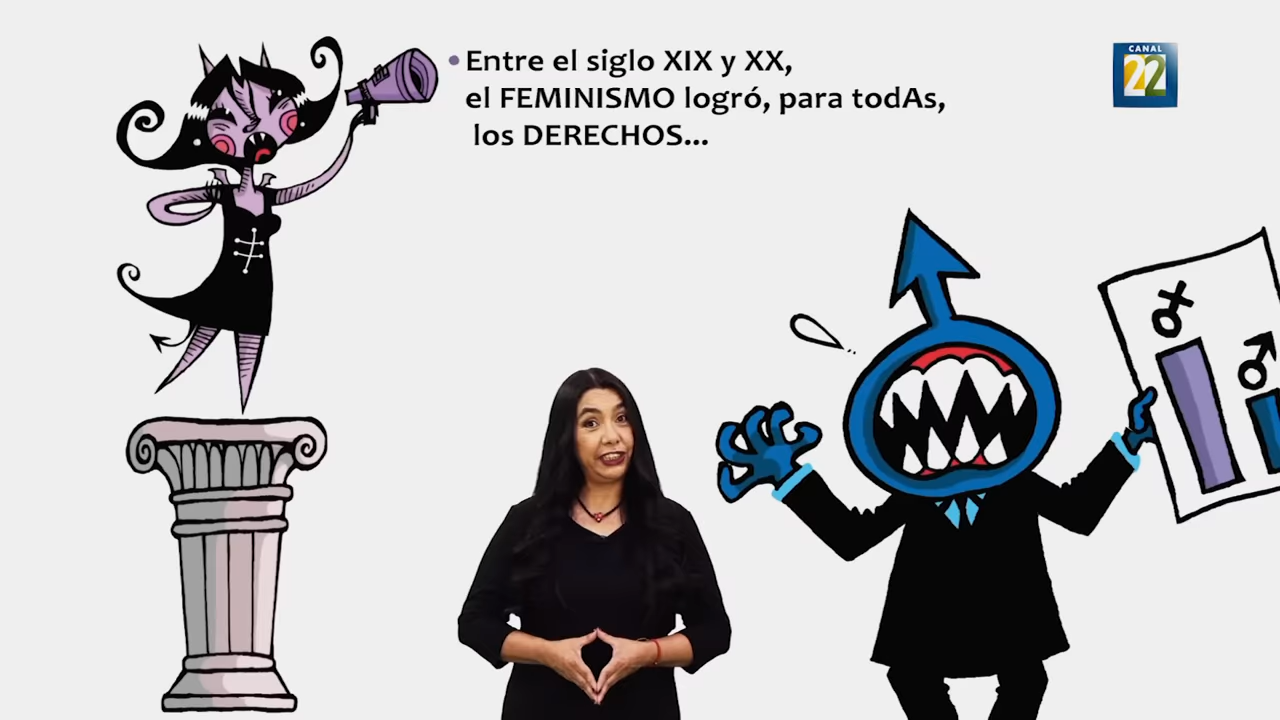 • Entre el siglo XIX y XX,
el FEMINISMO logró, para todAs,
los DERECHOS...
CANAL
22